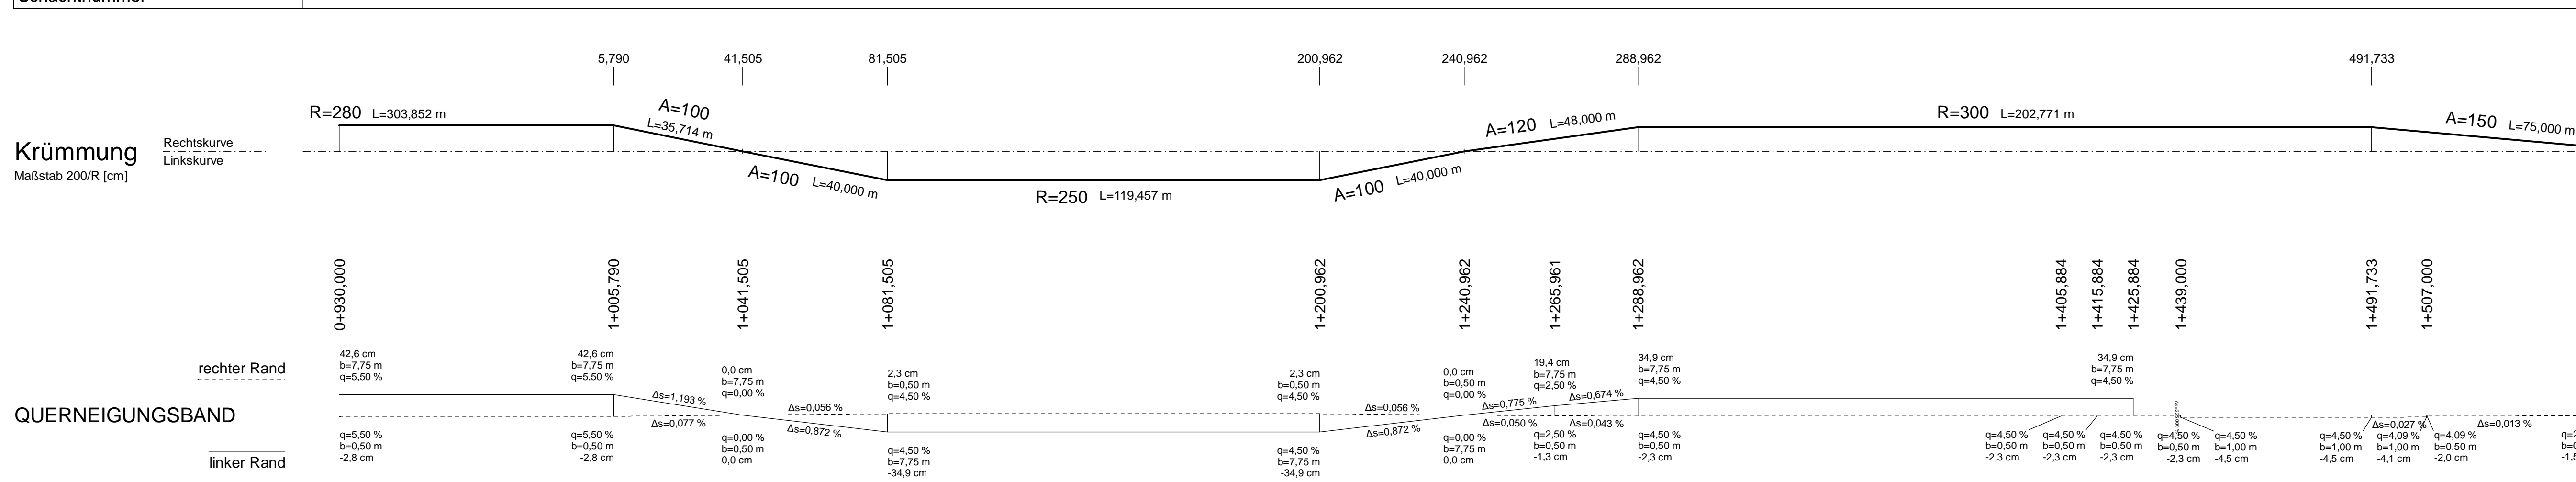 5,790
41,505
81,505
200,962
240,962
288,962
491,733
R=280 L=303,852 m
A=100
L=35,714 m
A=100 L=40,000 m
R=250 L=119,457 m
A=100 L=40,000 m
A=120 L=48,000 m
R=300 L=202,771 m
A=150 L=75,000 m
Krümmung
Maßstab 200/R [cm]
Rechtskurve
Linkskurve
0+930,000
1+005,790
1+041,505
1+081,505
1+200,962
1+240,962
1+265,961
1+288,962
1+405,884
1+415,884
1+425,884
1+439,000
1+491,733
1+507,000
rechter Rand
QUERNEIGUNGSBAND
linker Rand
42,6 cm
b=7,75 m
q=5,50 %
42,6 cm
b=7,75 m
q=5,50 %
0,0 cm
b=7,75 m
q=0,00 %
2,3 cm
b=0,50 m
q=4,50 %
2,3 cm
b=0,50 m
q=4,50 %
0,0 cm
b=0,50 m
q=0,00 %
19,4 cm
b=7,75 m
q=2,50 %
34,9 cm
b=7,75 m
q=4,50 %
34,9 cm
b=7,75 m
q=4,50 %
Δs=1,193 %
Δs=0,077 %
Δs=0,056 %
Δs=0,872 %
Δs=0,056 %
Δs=0,872 %
Δs=0,775 %
Δs=0,050 %
Δs=0,674 %
Δs=0,043 %
Δs=0,027 %
Δs=0,013 %
q=5,50 %
b=0,50 m
-2,8 cm
q=5,50 %
b=0,50 m
-2,8 cm
q=0,00 %
b=0,50 m
0,0 cm
q=4,50 %
b=7,75 m
-34,9 cm
q=4,50 %
b=7,75 m
-34,9 cm
q=0,00 %
b=7,75 m
0,0 cm
q=2,50 %
b=0,50 m
-1,3 cm
q=4,50 %
b=0,50 m
-2,3 cm
q=4,50 %
b=0,50 m
-2,3 cm
q=4,50 %
b=0,50 m
-2,3 cm
q=4,50 %
b=0,50 m
-2,3 cm
q=4,50 %
b=0,50 m
-2,3 cm
q=4,50 %
b=1,00 m
-4,5 cm
q=4,50 %
b=1,00 m
-4,5 cm
q=4,09 %
b=1,00 m
-4,1 cm
q=4,09 %
b=0,50 m
-2,0 cm